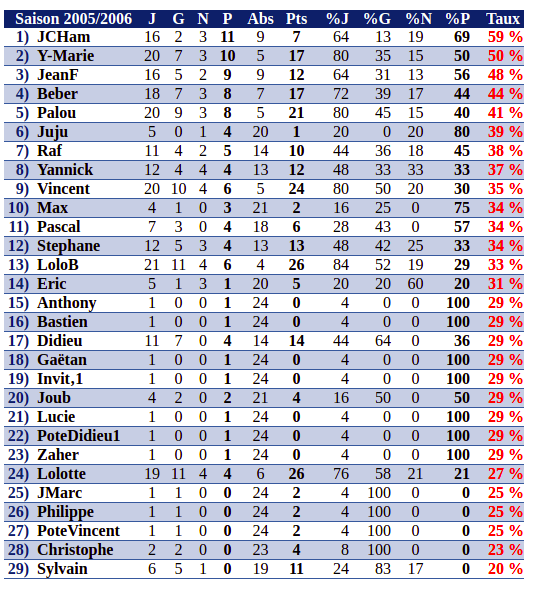 Saison 2005/2006 J G N P Abs Pts %J %G %N %P Taux
1) JCHam 16 2 3 11 9 7 64 13 19 69 59 %
2) Y-Marie 20 7 3 10 5 17 80 35 15 50 50 %
3) JeanF 16 5 2 9 9 12 64 31 13 56 48 %
4) Beber 18 7 3 8 7 17 72 39 17 44 44 %
5) Palou 20 9 3 8 5 21 80 45 15 40 41 %
6) Juju 5 0 1 4 20 1 20 0 20 80 39 %
7) Raf 11 4 2 5 14 10 44 36 18 45 38 %
8) Yannick 12 4 4 4 13 12 48 33 33 33 37 %
9) Vincent 20 10 4 6 5 24 80 50 20 30 35 %
10) Max 4 1 0 3 21 2 16 25 0 75 34 %
11) Pascal 7 3 0 4 18 6 28 43 0 57 34 %
12) Stephane 12 5 3 4 13 13 48 42 25 33 34 %
13) LoloB 21 11 4 6 4 26 84 52 19 29 33 %
14) Eric 5 1 3 1 20 5 20 20 60 20 31 %
15) Anthony 1 0 0 1 24 0 4 0 0 100 29 %
16) Bastien 1 0 0 1 24 0 4 0 0 100 29 %
17) Didieu 11 7 0 4 14 14 44 64 0 36 29 %
18) Gaëtan 1 0 0 1 24 0 4 0 0 100 29 %
19) Invit,1 1 0 0 1 24 0 4 0 0 100 29 %
20) Joub 4 2 0 2 21 4 16 50 0 50 29 %
21) Lucie 1 0 0 1 24 0 4 0 0 100 29 %
22) PoteDidieu1 1 0 0 1 24 0 4 0 0 100 29 %
23) Zaher 1 0 0 1 24 0 4 0 0 100 29 %
24) Lolotte 19 11 4 4 6 26 76 58 21 21 27 %
25) JMarc 1 1 0 0 24 2 4 100 0 0 25 %
26) Philippe 1 1 0 0 24 2 4 100 0 0 25 %
27) PoteVincent 1 1 0 0 24 2 4 100 0 0 25 %
28) Christophe 2 2 0 0 23 4 8 100 0 0 23 %
29) Sylvain 6 5 1 0 19 11 24 83 17 0 20 %